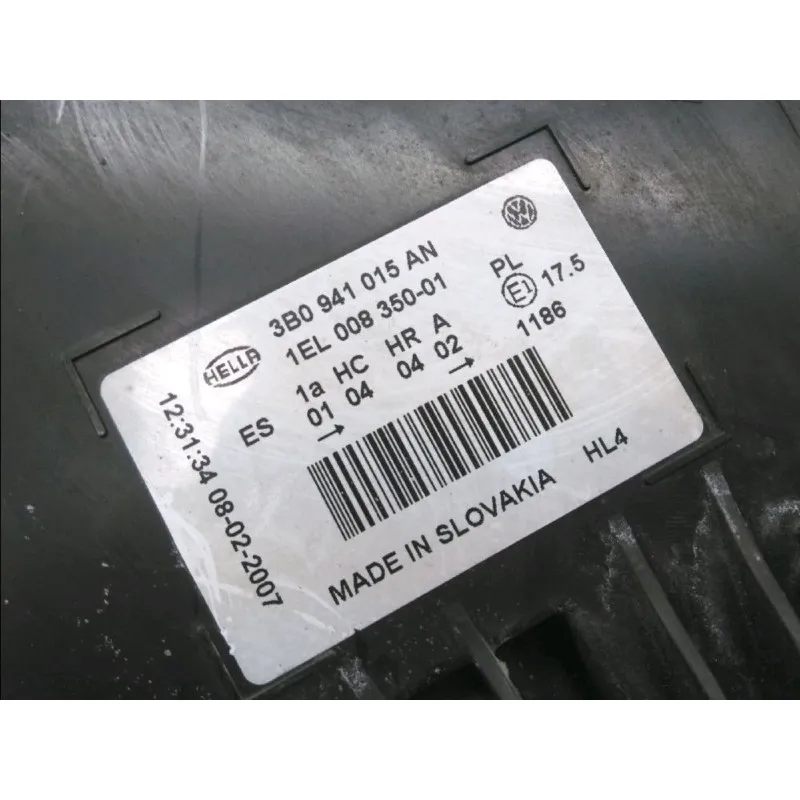 VW
3B0 941 015 AN
1EL 008 350-01
HELLA
PL
E1 17.5
1186
ES 1a HC HR A
01 04 04 02
→ →
MADE IN SLOVAKIA
HL4
12:31:34 08-02-2007